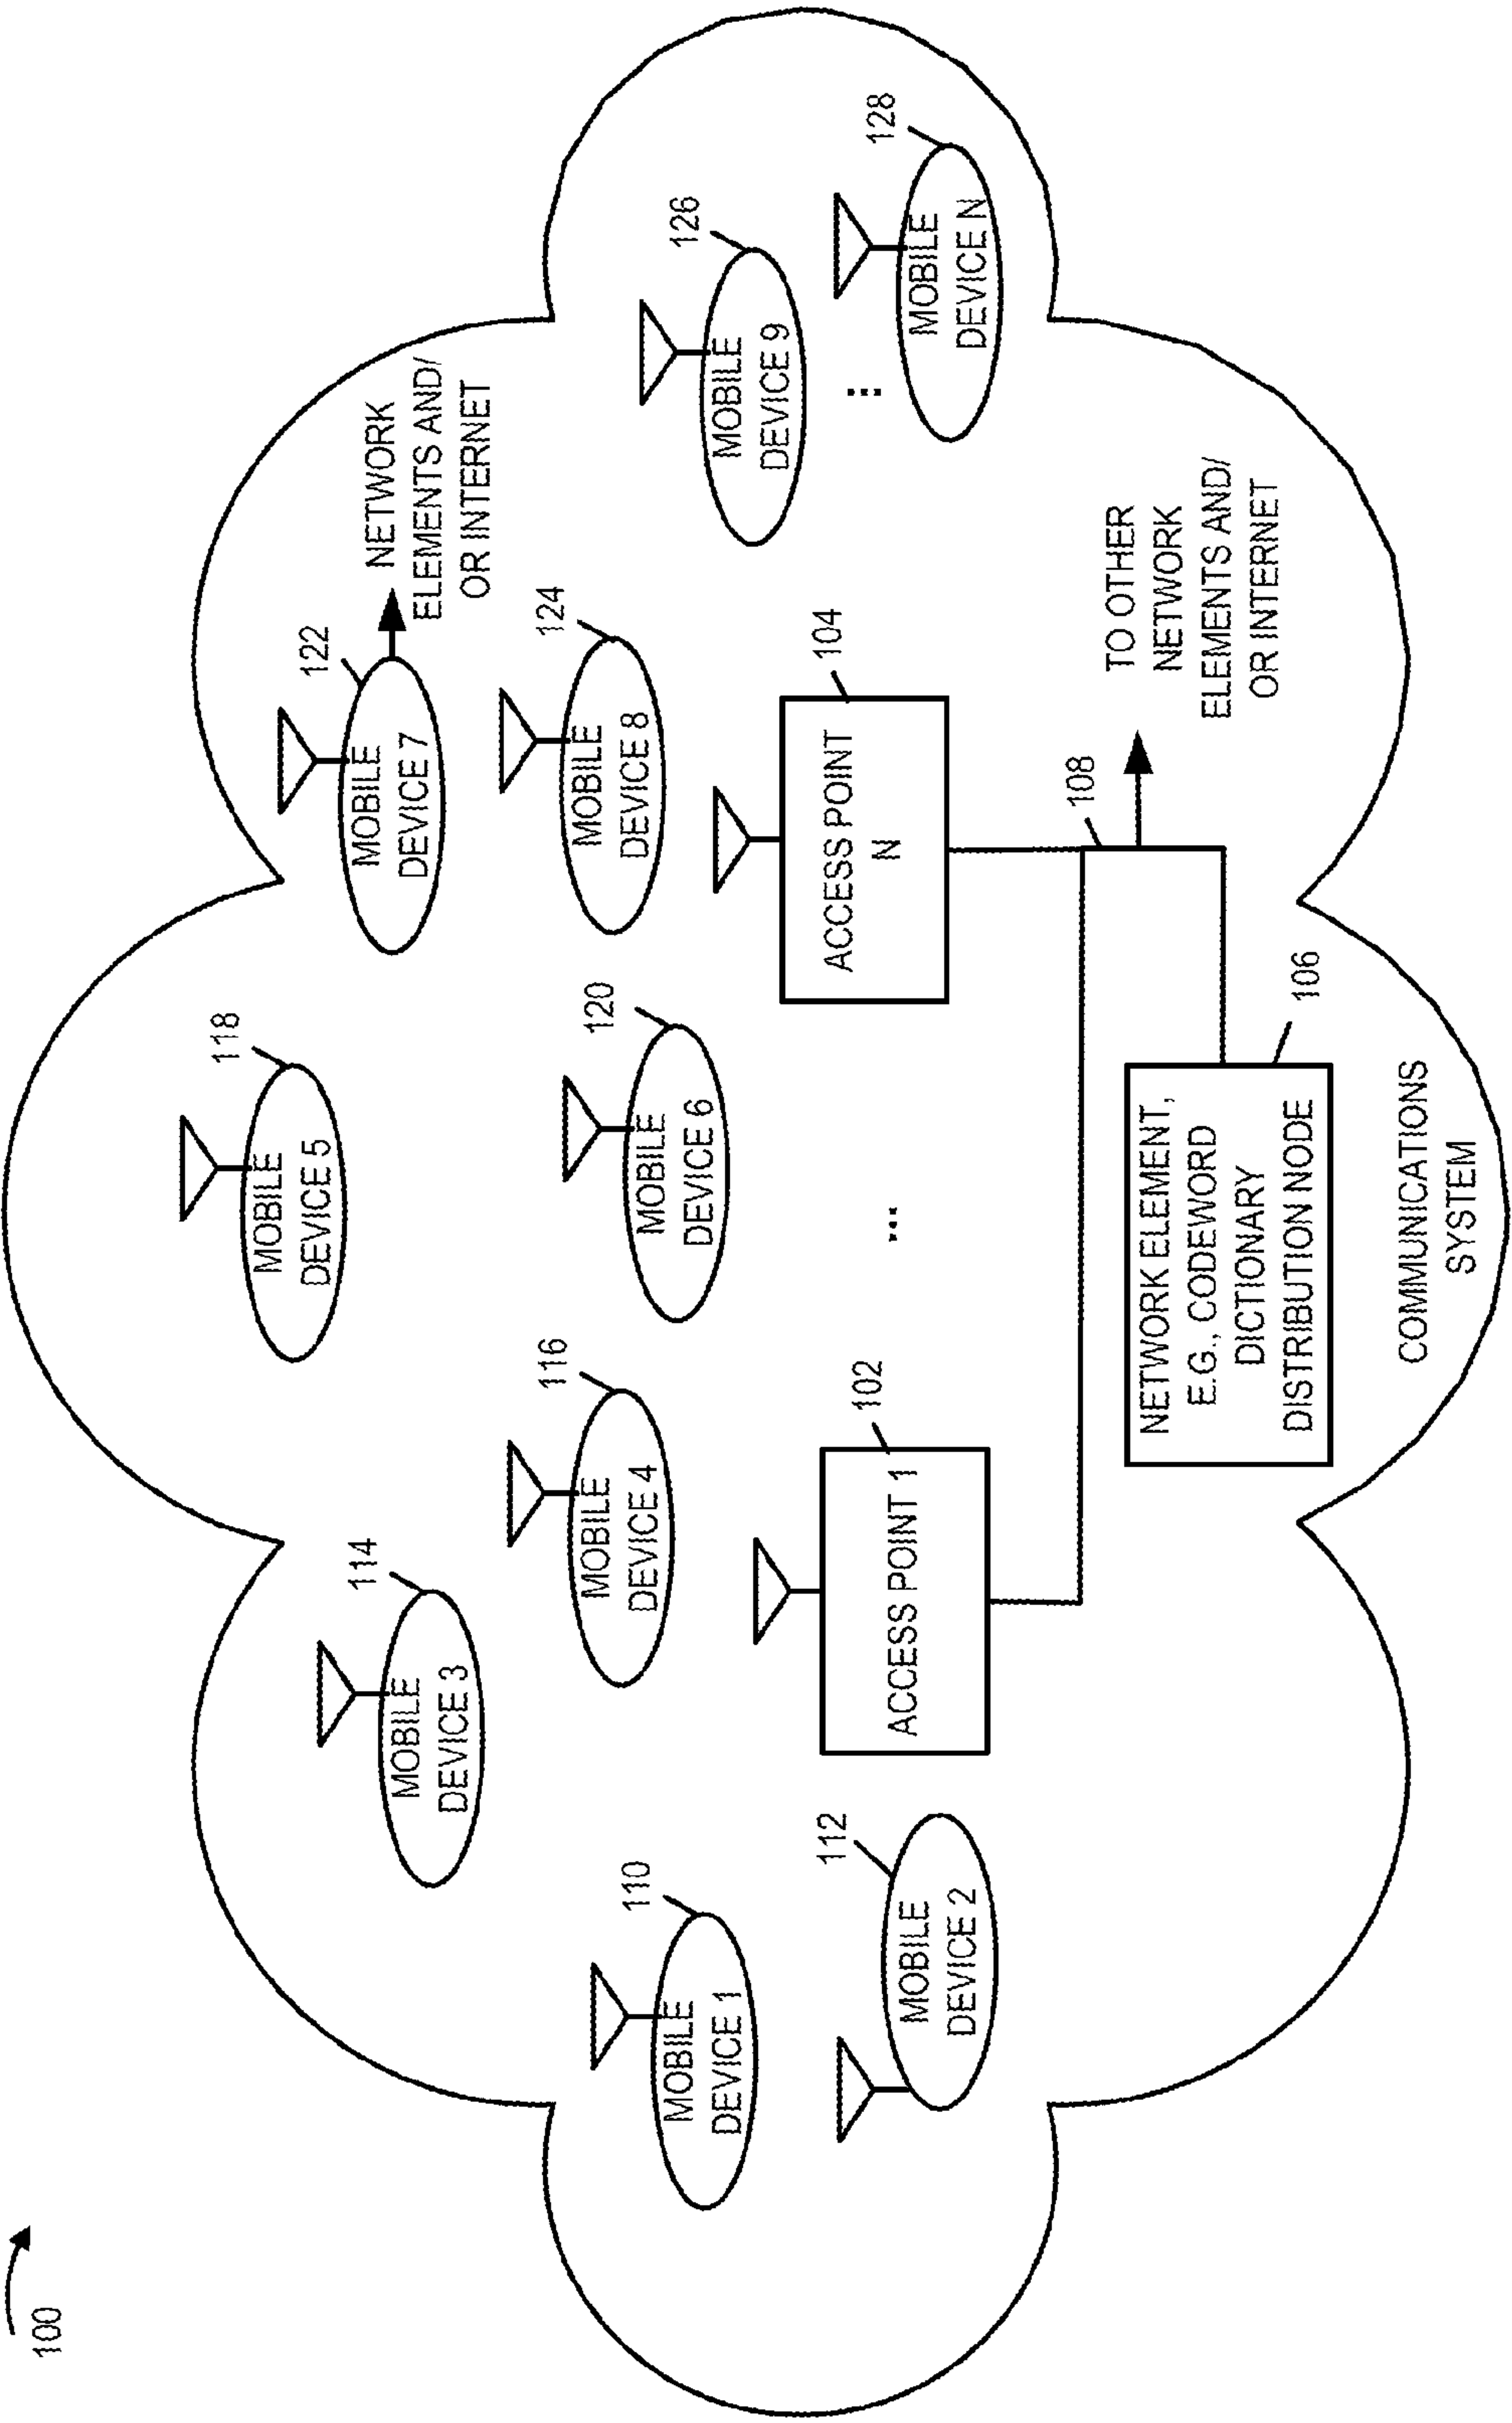 100
118
MOBILE
DEVICE 5
122
MOBILE
DEVICE 7
NETWORK
ELEMENTS AND/
OR INTERNET
114
MOBILE
DEVICE 3
116
MOBILE
DEVICE 4
120
MOBILE
DEVICE 6
124
MOBILE
DEVICE 8
126
MOBILE
DEVICE 9
...
128
MOBILE
DEVICE N
110
MOBILE
DEVICE 1
112
MOBILE
DEVICE 2
102
ACCESS POINT 1
...
104
ACCESS POINT
N
108
TO OTHER
NETWORK
ELEMENTS AND/
OR INTERNET
106
NETWORK ELEMENT,
E.G., CODEWORD
DICTIONARY
DISTRIBUTION NODE
COMMUNICATIONS
SYSTEM